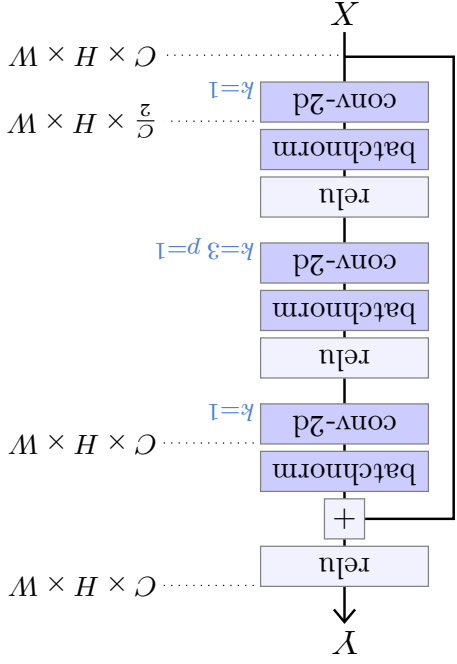 Y
relu
C × H × W
+
batchnorm
C × H × W
conv-2d k=1
relu
batchnorm
conv-2d k=3 p=1
relu
batchnorm
C/2 × H × W
conv-2d k=1
C × H × W
X